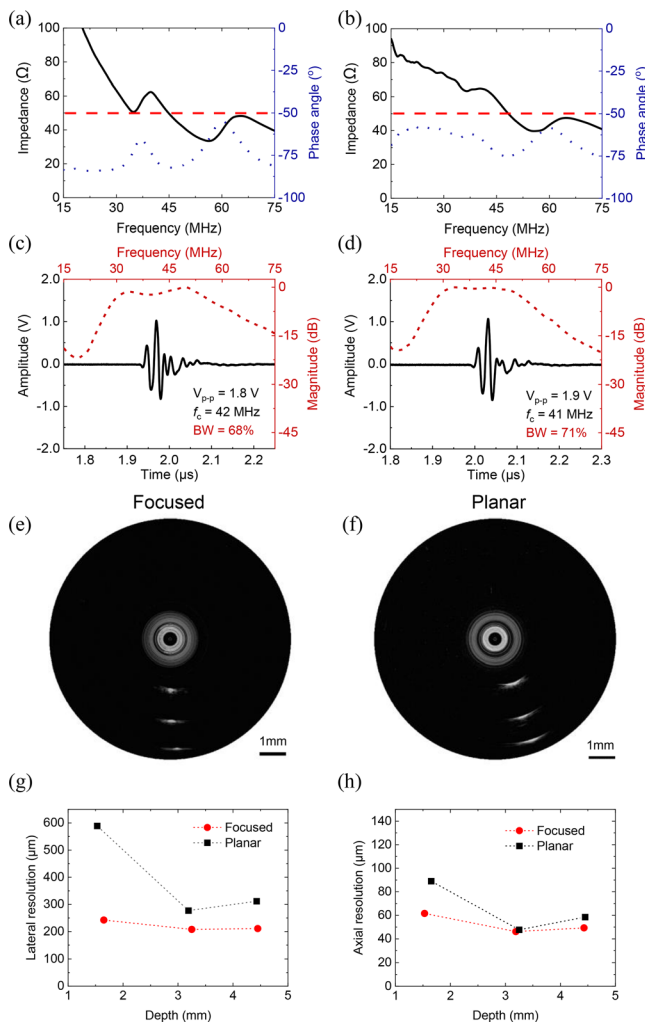 (a)
(b)
100
80
60
40
20
0
Impedance (Ω)
0
-25
-50
-75
-100
Phase angle (°)
15 30 45 60 75
Frequency (MHz)
100
80
60
40
20
0
Impedance (Ω)
0
-25
-50
-75
-100
Phase angle (°)
15 30 45 60 75
Frequency (MHz)
(c)
(d)
Frequency (MHz)
15 30 45 60 75
2.0
1.0
0.0
-1.0
-2.0
Amplitude (V)
0
-15
-30
-45
Magnitude (dB)
Vp-p = 1.8 V
fc = 42 MHz
BW = 68%
1.8 1.9 2.0 2.1 2.2
Time (µs)
Frequency (MHz)
15 30 45 60 75
2.0
1.0
0.0
-1.0
-2.0
Amplitude (V)
0
-15
-30
-45
Magnitude (dB)
Vp-p = 1.9 V
fc = 41 MHz
BW = 71%
1.8 1.9 2.0 2.1 2.2 2.3
Time (µs)
Focused
Planar
(e)
(f)
1mm
1mm
(g)
(h)
600
500
400
300
200
100
0
Lateral resolution (µm)
Focused
Planar
1 2 3 4 5
Depth (mm)
140
120
100
80
60
40
20
0
Axial resolution (µm)
Focused
Planar
1 2 3 4 5
Depth (mm)